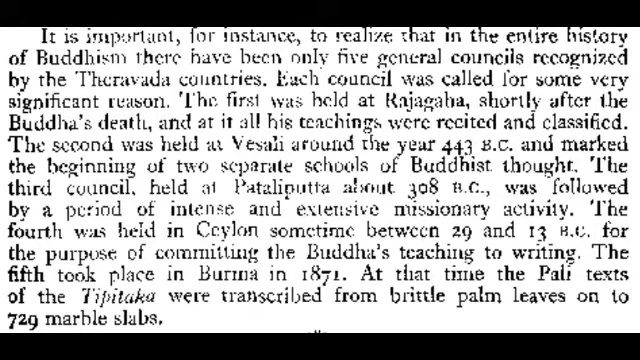 It is important, for instance, to realize that in the entire history
of Buddhism there have been only five general councils recognized
by the Theravada countries. Each council was called for some very
significant reason. The first was held at Rajagaha, shortly after the
Buddha's death, and at it all his teachings were recited and classified.
The second was held at Vesali around the year 443 B.C. and marked
the beginning of two separate schools of Buddhist thought. The
third council, held at Pataliputta about 308 B.C., was followed
by a period of intense and extensive missionary activity. The
fourth was held in Ceylon sometime between 29 and 13 B.C. for
the purpose of committing the Buddha's teaching to writing. The
fifth took place in Burma in 1871. At that time the Pali texts
of the Tipitaka were transcribed from brittle palm leaves on to
729 marble slabs.